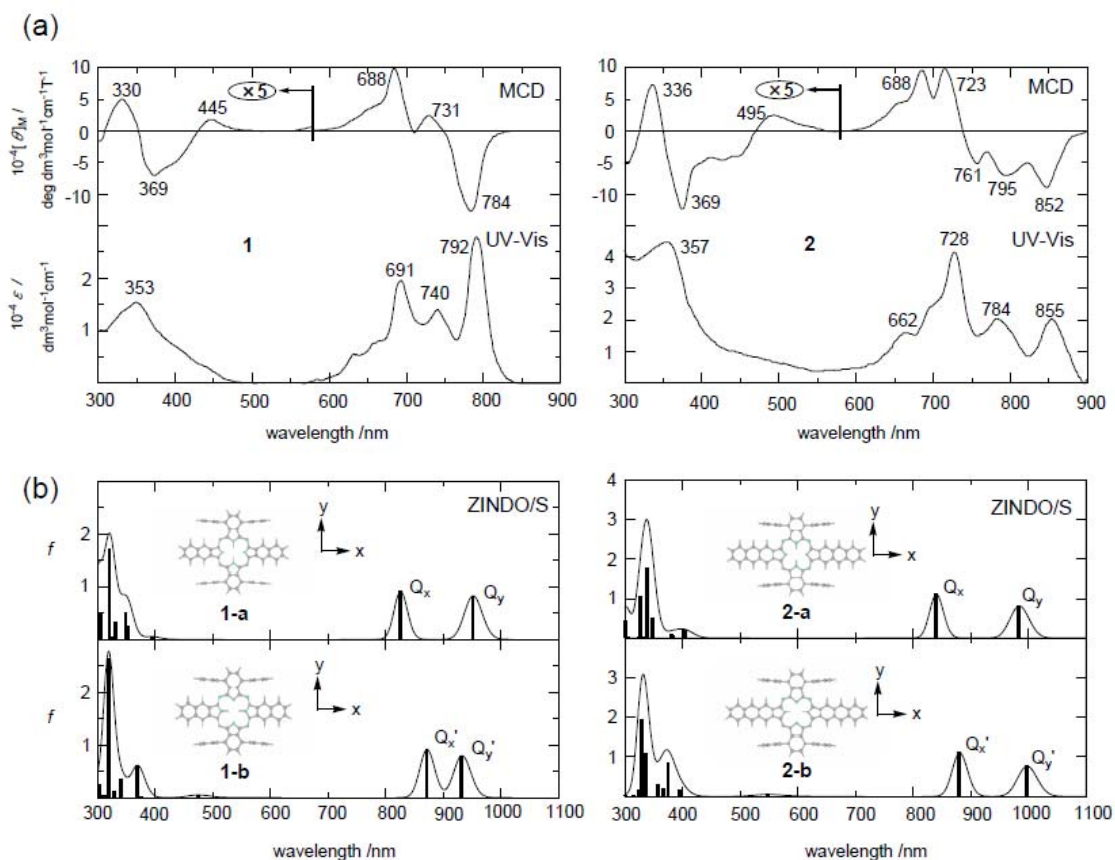 (a)
10
5
0
-5
-10
10⁻⁴[θ]M /
deg dm³mol⁻¹cm⁻¹T⁻¹
330
369
445
×5
688
731
784
MCD
1
UV-Vis
2
1
10⁻⁴ ε /
dm³mol⁻¹cm⁻¹
353
691
740
792
300 400 500 600 700 800 900
wavelength /nm
10
5
0
-5
-10
336
369
495
×5
688
723
761
795
852
MCD
2
UV-Vis
4
3
2
1
357
662
728
784
855
300 400 500 600 700 800 900
wavelength /nm
(b)
ZINDO/S
2
1
f
y
x
1-a
Qx
Qy
2
1
f
y
x
1-b
Qx'
Qy'
300 400 500 600 700 800 900 1000 1100
wavelength /nm
ZINDO/S
4
3
2
1
y
x
2-a
Qx
Qy
3
2
1
y
x
2-b
Qx'
Qy'
300 400 500 600 700 800 900 1000 1100
wavelength /nm